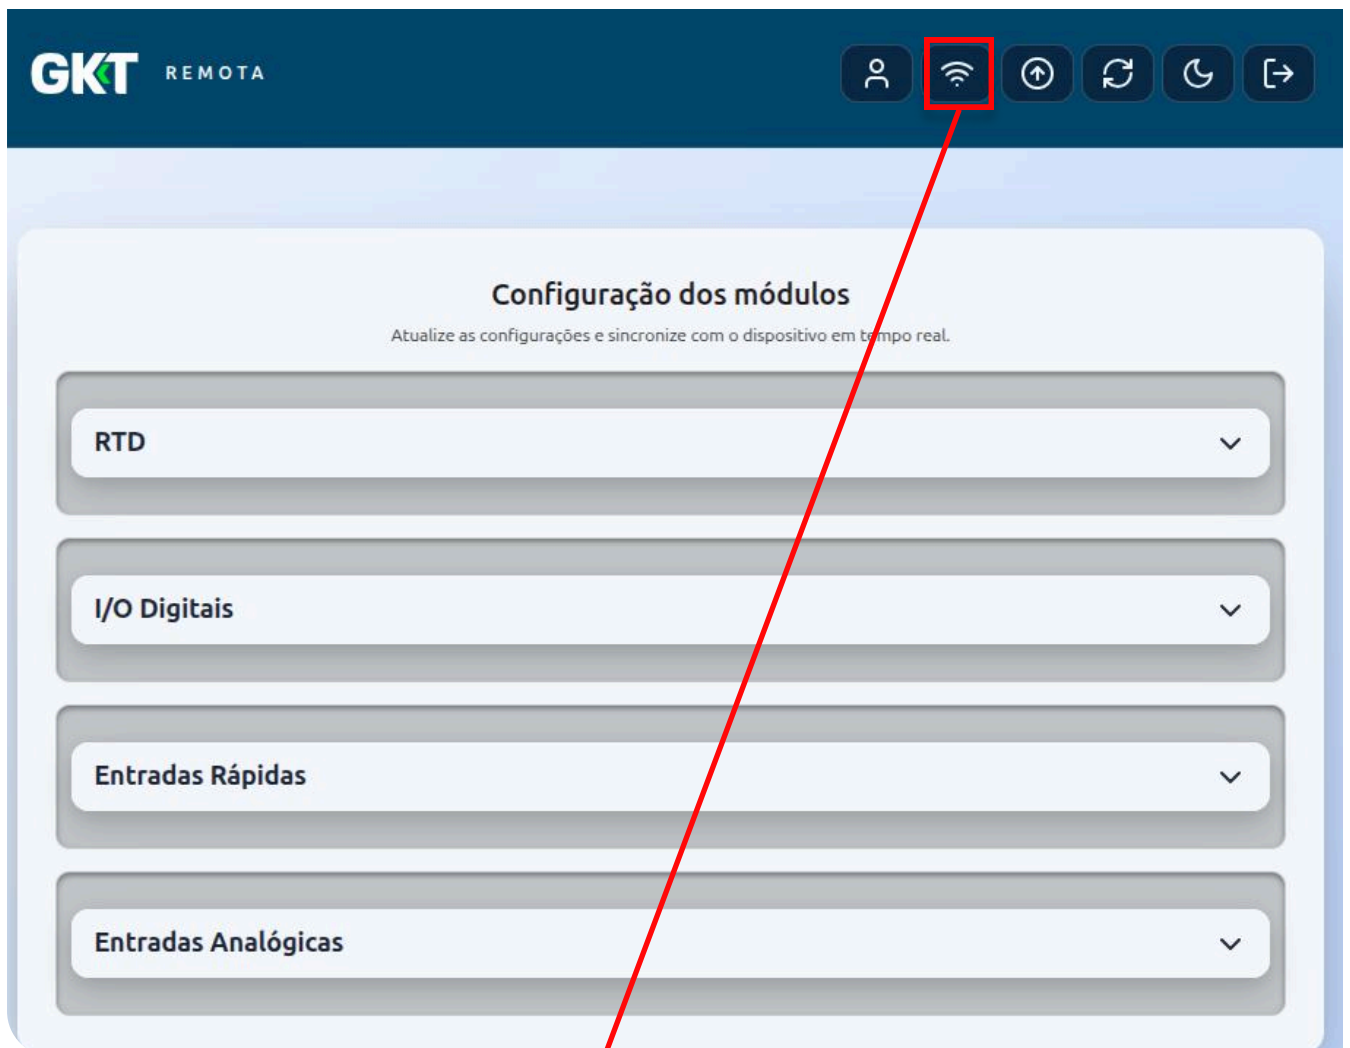 GKT REMOTA
Configuração dos módulos
Atualize as configurações e sincronize com o dispositivo em tempo real.
RTD
I/O Digitais
Entradas Rápidas
Entradas Analógicas